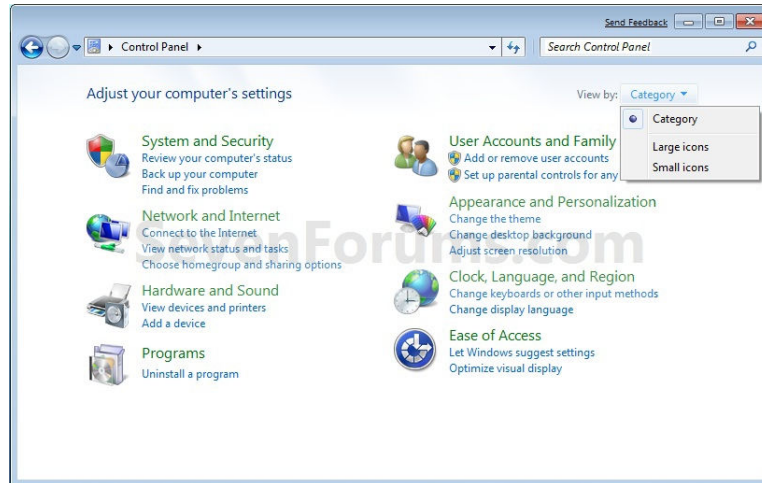 Send Feedback
Control Panel
Search Control Panel
Adjust your computer's settings
View by: Category
Category
Large icons
Small icons
System and Security
Review your computer's status
Back up your computer
Find and fix problems
Network and Internet
Connect to the Internet
View network status and tasks
Choose homegroup and sharing options
Hardware and Sound
View devices and printers
Add a device
Programs
Uninstall a program
User Accounts and Family
Add or remove user accounts
Set up parental controls for any
Appearance and Personalization
Change the theme
Change desktop background
Adjust screen resolution
Clock, Language, and Region
Change keyboards or other input methods
Change display language
Ease of Access
Let Windows suggest settings
Optimize visual display
SevenForums.com